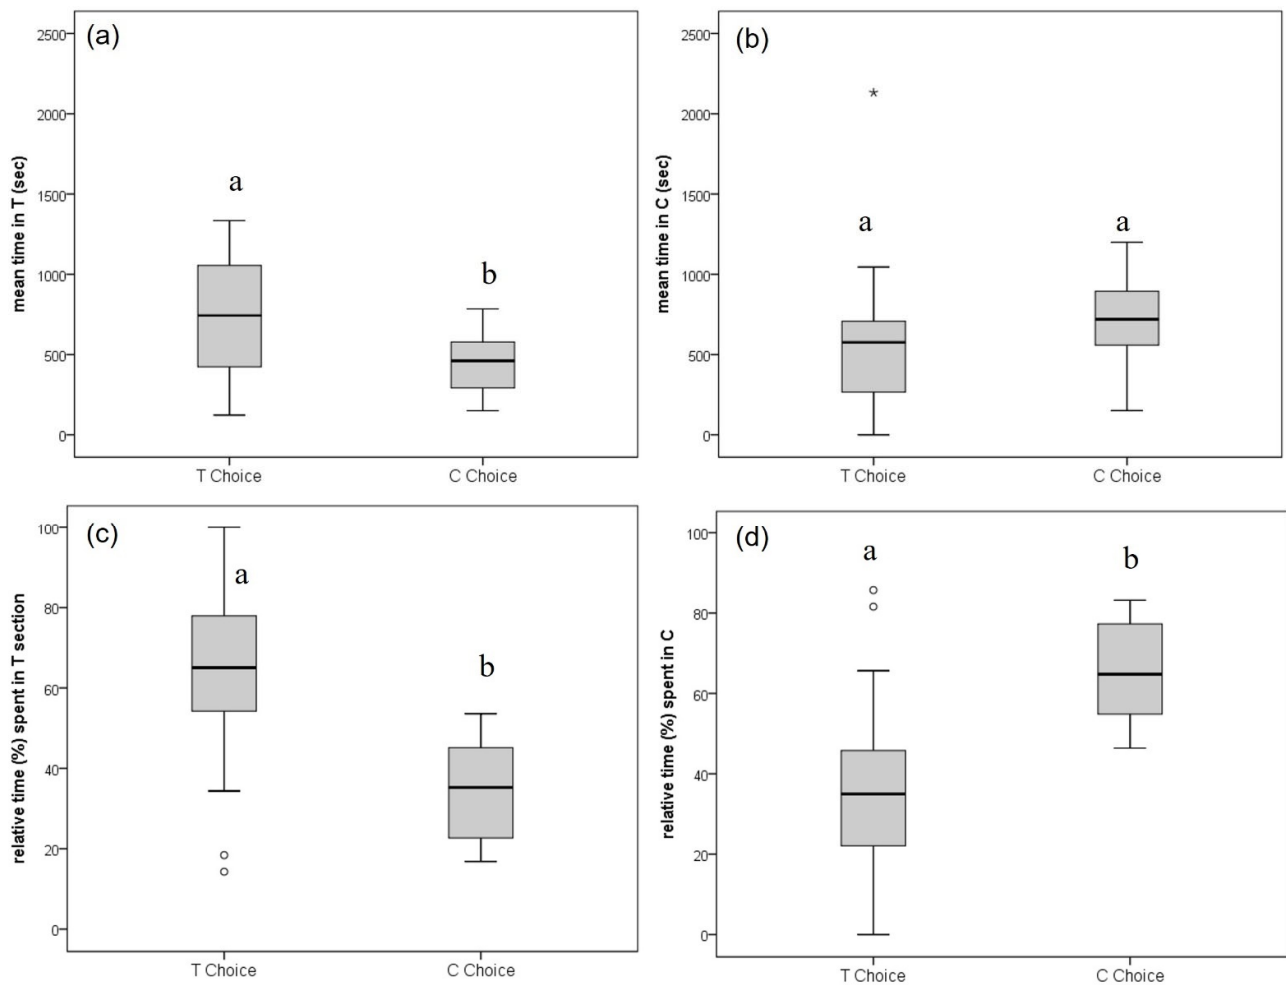 (a)
2500
2000
1500
1000
500
0
mean time in T (sec)
a
b
T Choice
C Choice
(b)
2500
2000
1500
1000
500
0
mean time in C (sec)
*
a
a
T Choice
C Choice
(c)
100
80
60
40
20
0
relative time (%) spent in T section
a
b
T Choice
C Choice
(d)
100
80
60
40
20
0
relative time (%) spent in C
a
b
T Choice
C Choice